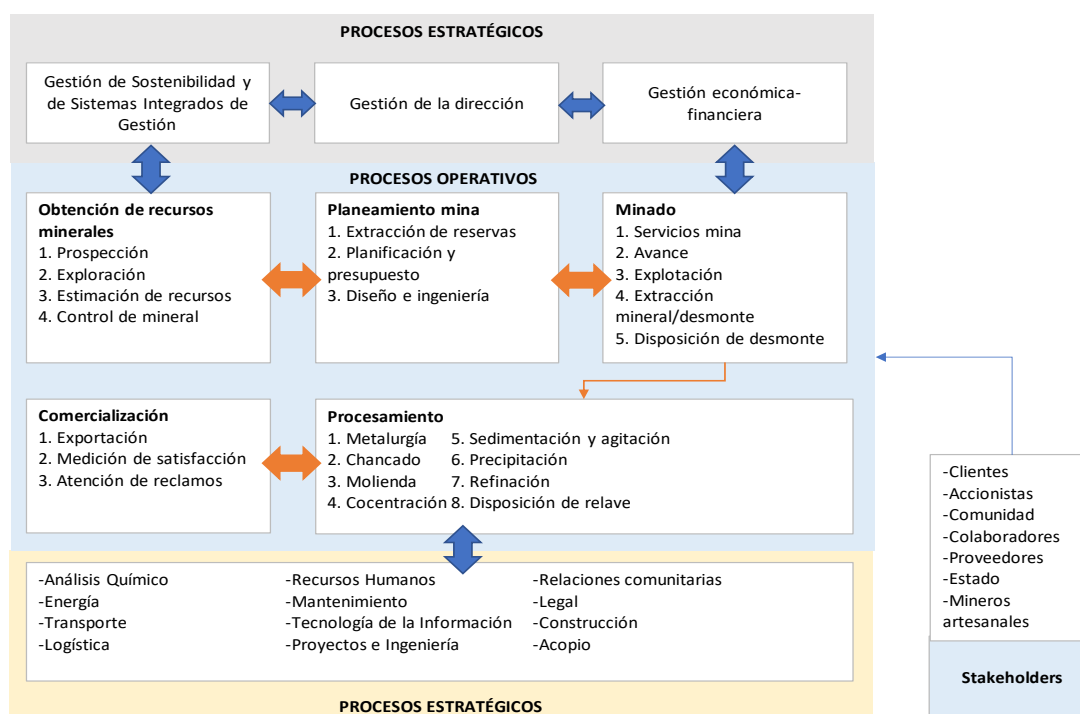 PROCESOS ESTRATÉGICOS
Gestión de Sostenibilidad y
de Sistemas Integrados de
Gestión
Gestión de la dirección
Gestión económica-
financiera
PROCESOS OPERATIVOS
Obtención de recursos
minerales
1. Prospección
2. Exploración
3. Estimación de recursos
4. Control de mineral
Planeamiento mina
1. Extracción de reservas
2. Planificación y
presupuesto
3. Diseño e ingeniería
Minado
1. Servicios mina
2. Avance
3. Explotación
4. Extracción
mineral/desmonte
5. Disposición de desmonte
Comercialización
1. Exportación
2. Medición de satisfacción
3. Atención de reclamos
Procesamiento
1. Metalurgía
2. Chancado
3. Molienda
4. Cocentración
5. Sedimentación y agitación
6. Precipitación
7. Refinación
8. Disposición de relave
-Análisis Químico
-Energía
-Transporte
-Logística
-Recursos Humanos
-Mantenimiento
-Tecnología de la Información
-Proyectos e Ingeniería
-Relaciones comunitarias
-Legal
-Construcción
-Acopio
PROCESOS ESTRATÉGICOS
-Clientes
-Accionistas
-Comunidad
-Colaboradores
-Proveedores
-Estado
-Mineros
artesanales
Stakeholders